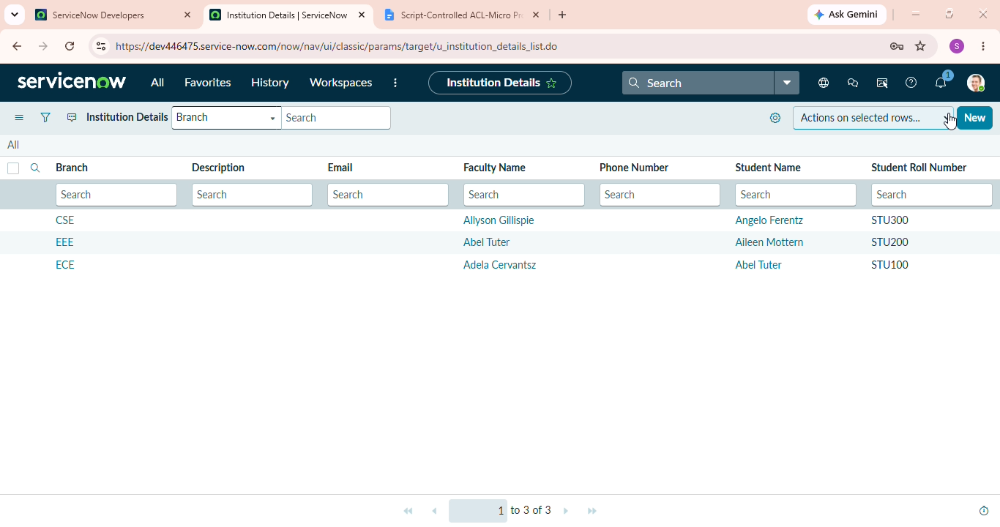 ServiceNow Developers
Institution Details | ServiceNow
Script-Controlled ACL-Micro Pr
Ask Gemini
https://dev446475.service-now.com/now/nav/ui/classic/params/target/u_institution_details_list.do
S
servicenow All Favorites History Workspaces Institution Details Search 1
Institution Details Branch Search Actions on selected rows... New
All
Branch Description Email Faculty Name Phone Number Student Name Student Roll Number
Search Search Search Search Search Search Search
CSE Allyson Gillispie Angelo Ferentz STU300
EEE Abel Tuter Aileen Mottern STU200
ECE Adela Cervantsz Abel Tuter STU100
1 to 3 of 3